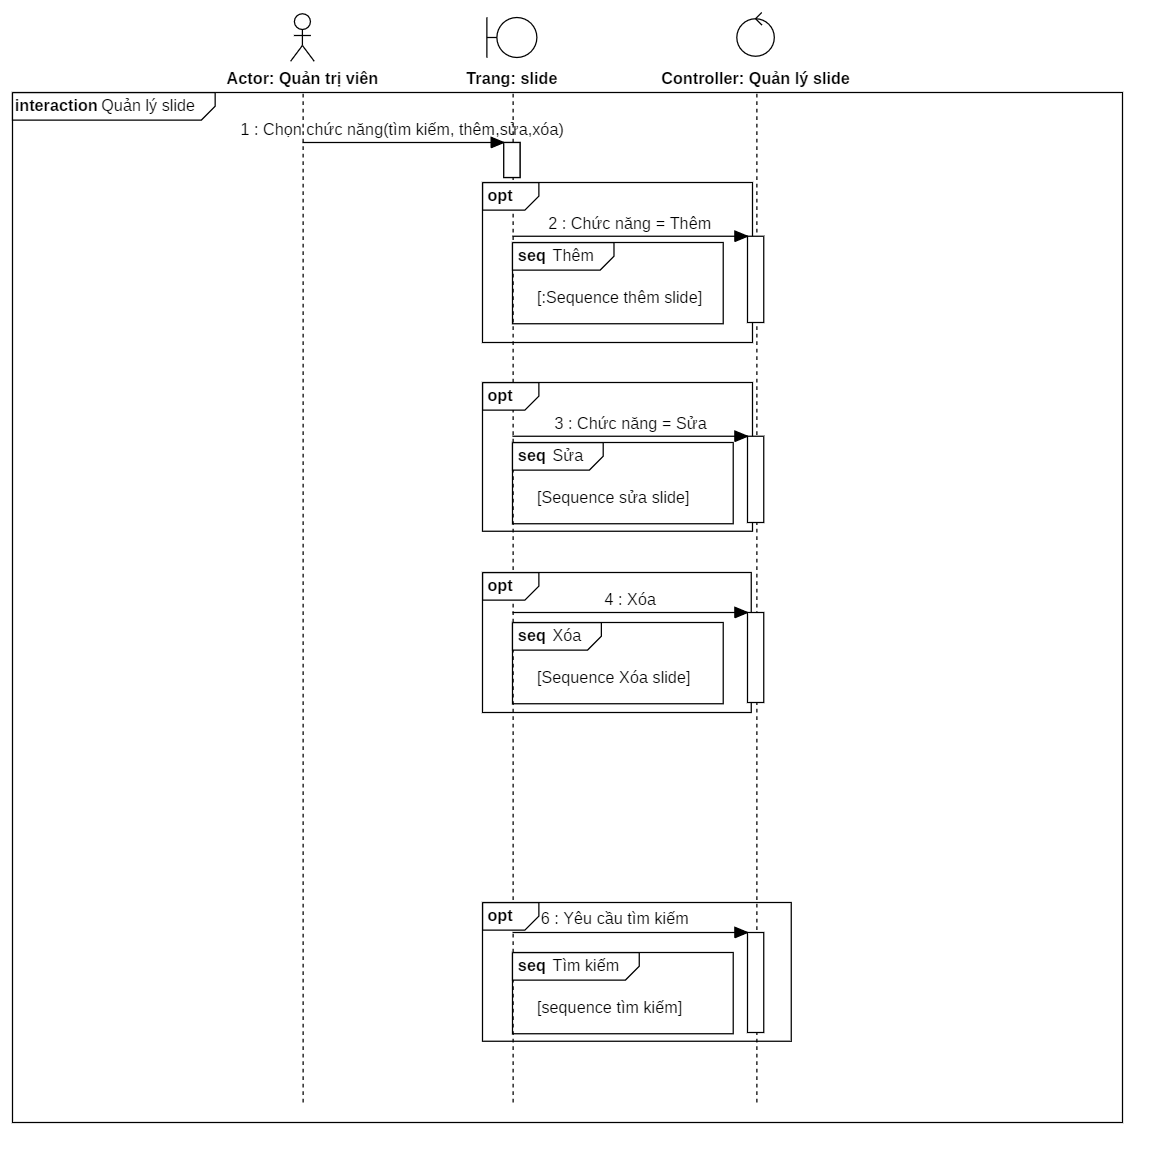 Actor: Quản trị viên
Trang: slide
Controller: Quản lý slide
interaction Quản lý slide
1 : Chọn chức năng(tìm kiếm, thêm,sửa,xóa)
opt
2 : Chức năng = Thêm
seq Thêm
[:Sequence thêm slide]
opt
3 : Chức năng = Sửa
seq Sửa
[Sequence sửa slide]
opt
4 : Xóa
seq Xóa
[Sequence Xóa slide]
opt
6 : Yêu cầu tìm kiếm
seq Tìm kiếm
[sequence tìm kiếm]